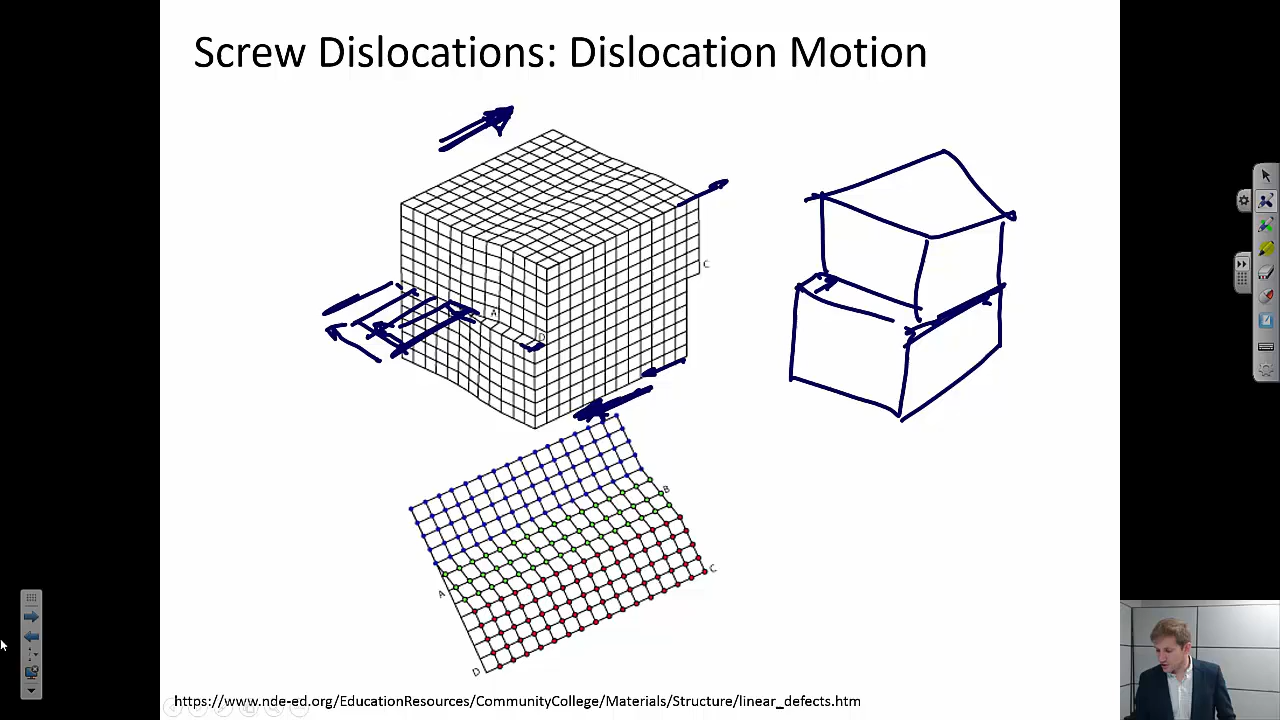 Screw Dislocations: Dislocation Motion
C
A
D
B
A
C
D
https://www.nde-ed.org/EducationResources/CommunityCollege/Materials/Structure/linear_defects.htm